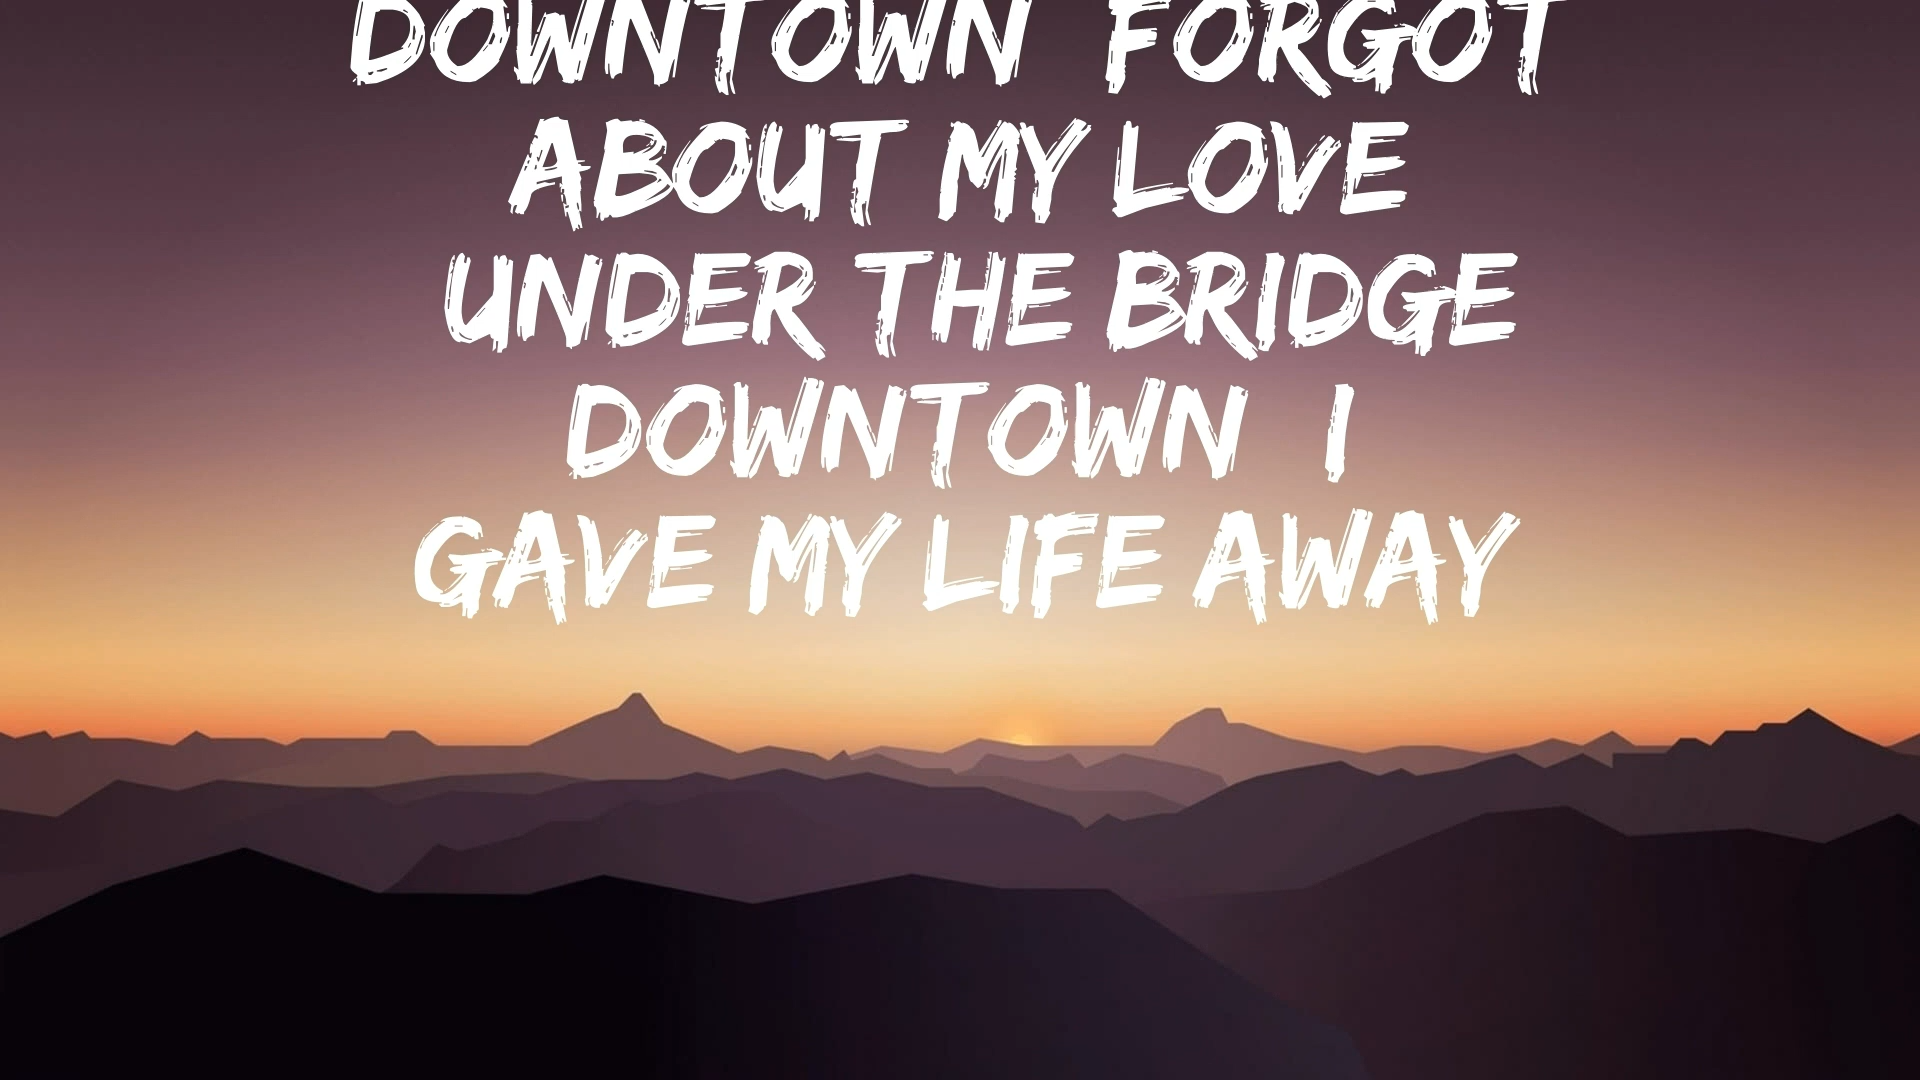 DOWNTOWN FORGOT
ABOUT MY LOVE
UNDER THE BRIDGE
DOWNTOWN I
GAVE MY LIFE AWAY